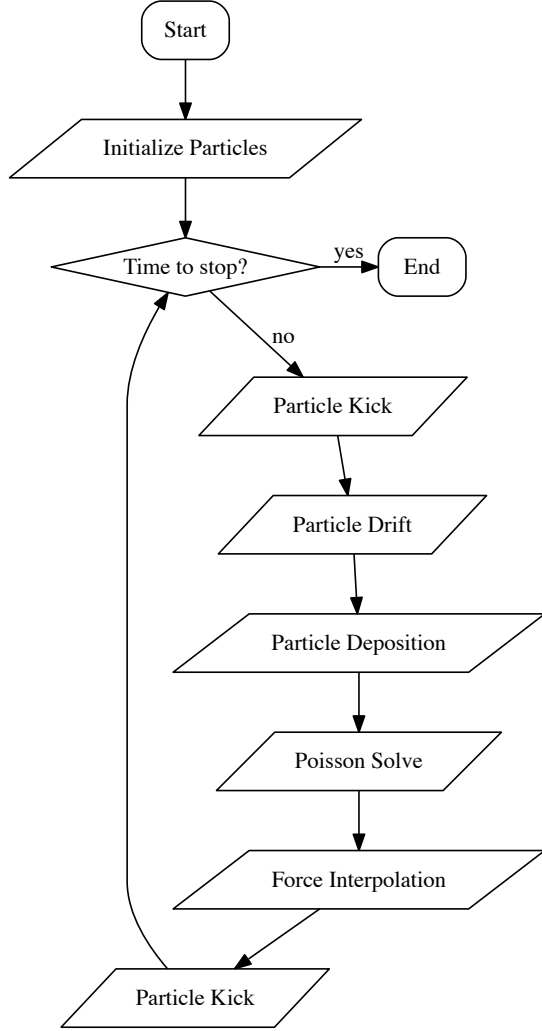 Start
Initialize Particles
Time to stop?
yes
End
no
Particle Kick
Particle Drift
Particle Deposition
Poisson Solve
Force Interpolation
Particle Kick